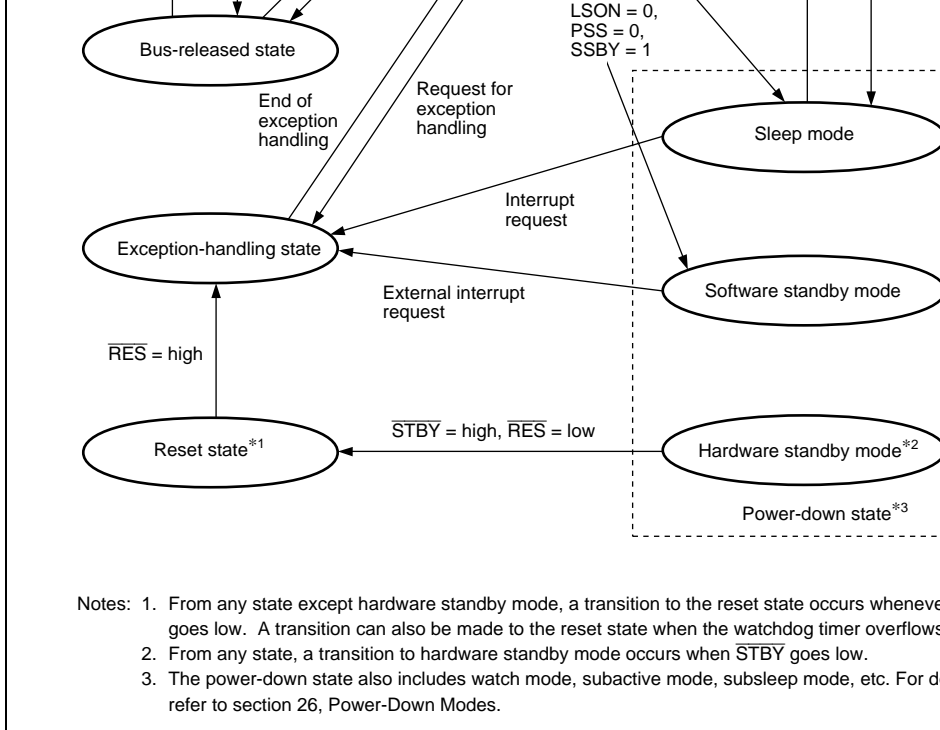 LSON = 0,
PSS = 0,
SSBY = 1
Bus-released state
End of
exception
handling
Request for
exception
handling
Sleep mode
Interrupt
request
Exception-handling state
External interrupt
request
Software standby mode
R̅E̅S̅ = high
Reset state*1
S̅T̅B̅Y̅ = high, R̅E̅S̅ = low
Hardware standby mode*2
Power-down state*3
Notes: 1. From any state except hardware standby mode, a transition to the reset state occurs wheneve
goes low. A transition can also be made to the reset state when the watchdog timer overflows
2. From any state, a transition to hardware standby mode occurs when S̅T̅B̅Y̅ goes low.
3. The power-down state also includes watch mode, subactive mode, subsleep mode, etc. For d
refer to section 26, Power-Down Modes.